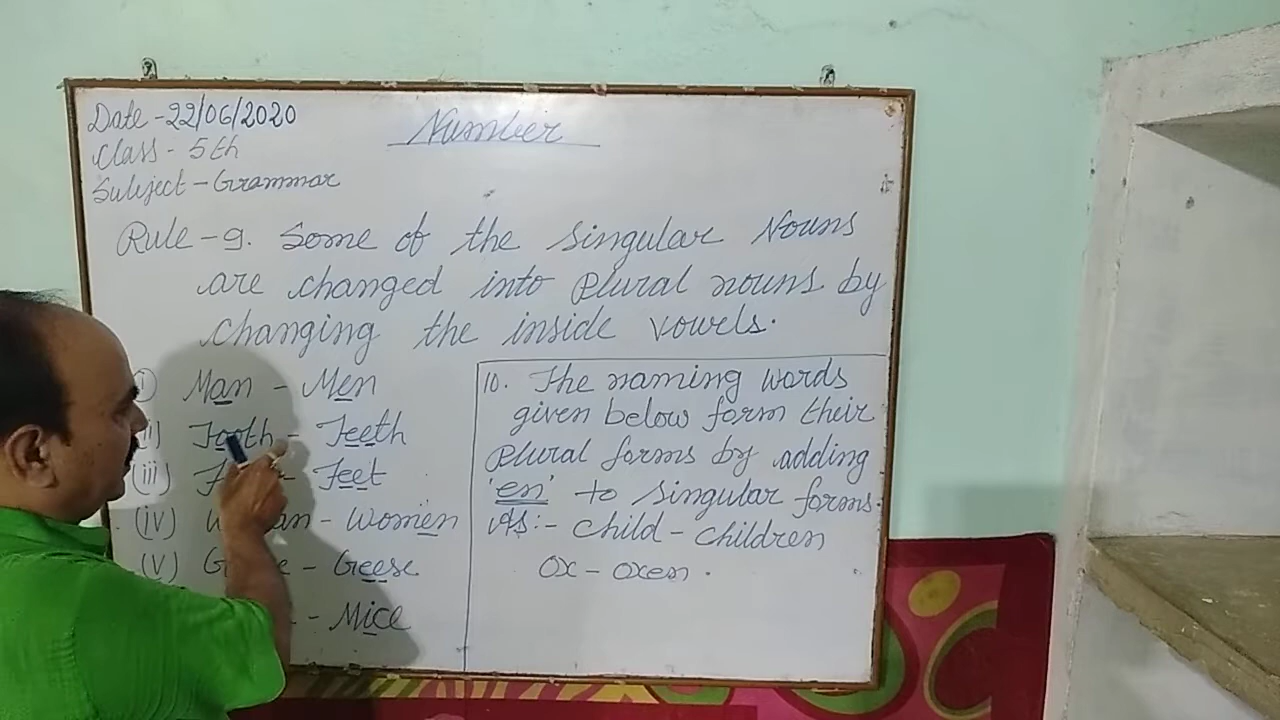 Date - 22/06/2020
Class - 5th
Subject - Grammar
Number
Rule - 9. Some of the singular Nouns
are changed into plural nouns by
changing the inside vowels.
(i) Man - Men
(ii) Tooth - Teeth
(iii) - Feet
(iv) - Women
(v) - Geese
- Mice
10. The naming words
given below form their
plural forms by adding
'en' to singular forms.
As:- Child - Children
Ox - Oxen.